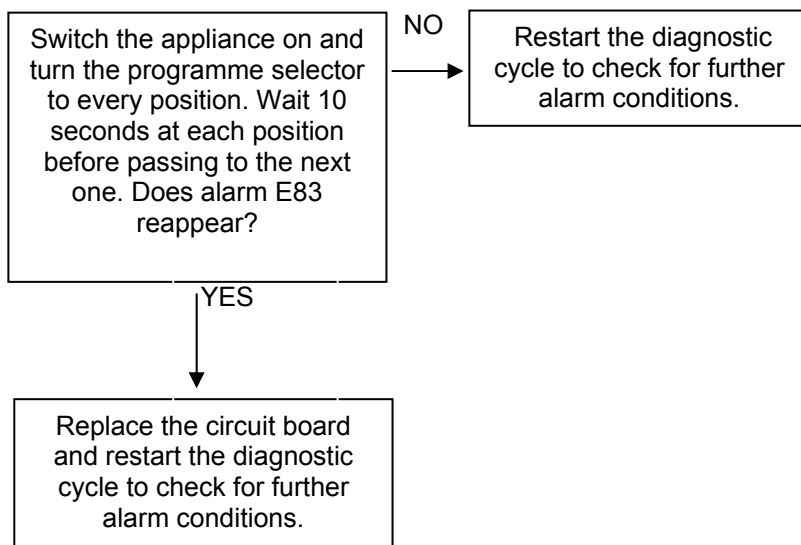 Switch the appliance on and
turn the programme selector
to every position. Wait 10
seconds at each position
before passing to the next
one. Does alarm E83
reappear?
NO
Restart the diagnostic
cycle to check for further
alarm conditions.
YES
Replace the circuit board
and restart the diagnostic
cycle to check for further
alarm conditions.